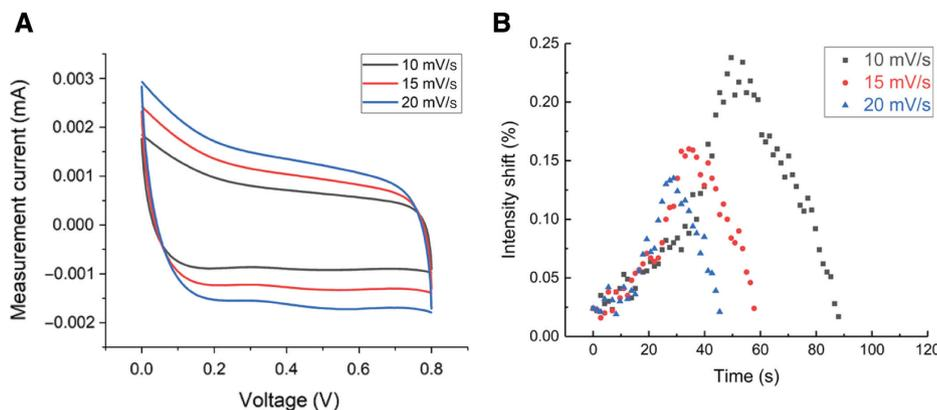 A
Measurement current (mA)
0.003
0.002
0.001
0.000
−0.001
−0.002
10 mV/s
15 mV/s
20 mV/s
0.0 0.2 0.4 0.6 0.8
Voltage (V)
B
Intensity shift (%)
0.25
0.20
0.15
0.10
0.05
0.00
10 mV/s
15 mV/s
20 mV/s
0 20 40 60 80 100 120
Time (s)